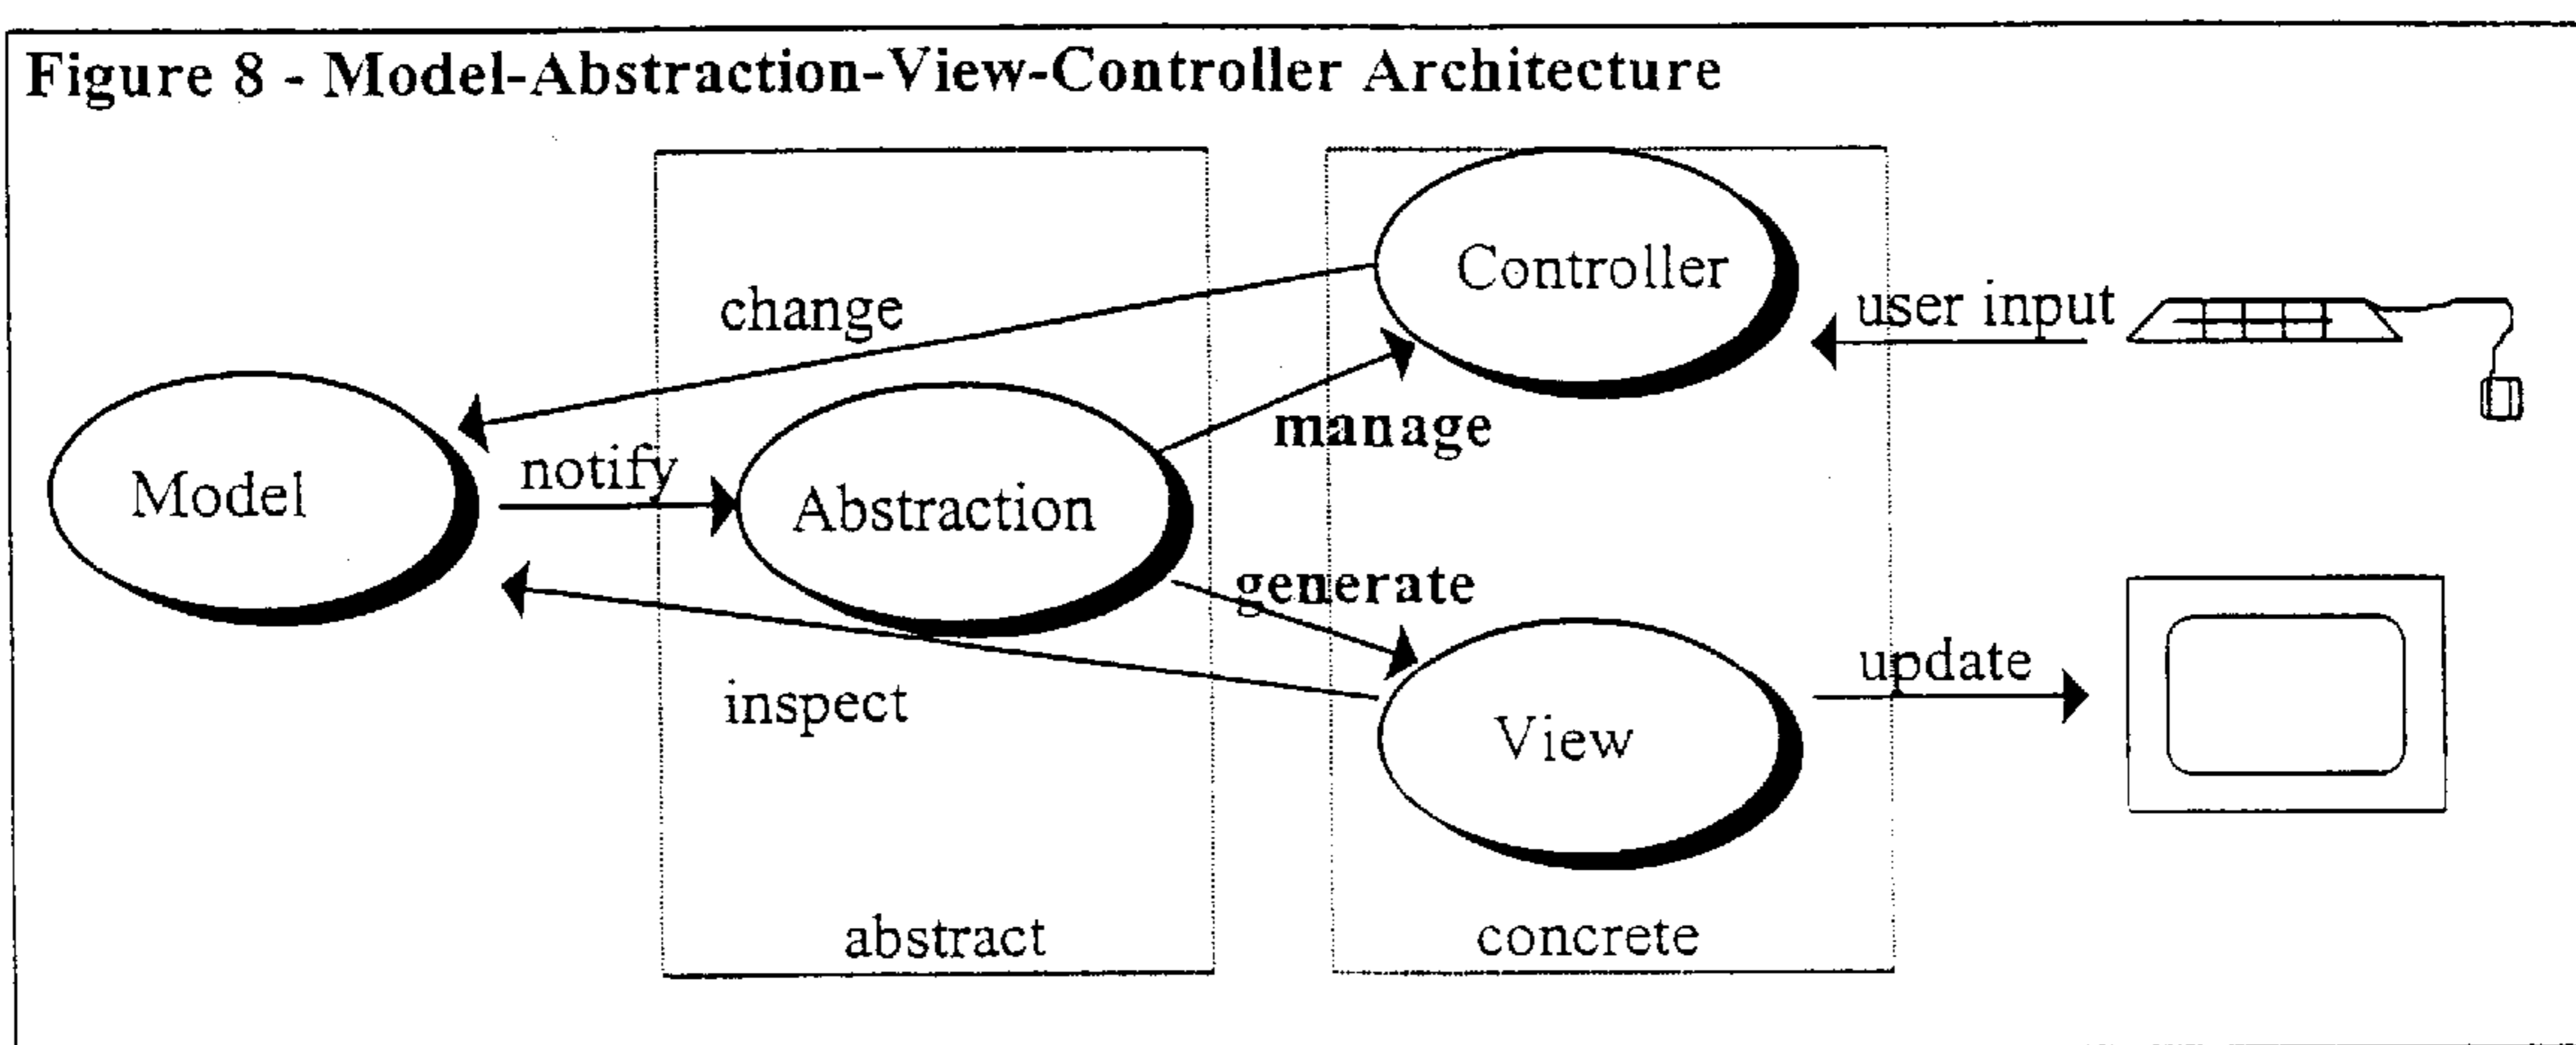 Figure 8 - Model-Abstraction-View-Controller Architecture
Controller
change
user input
manage
notify
Model
Abstraction
generate
update
inspect
View
abstract
concrete